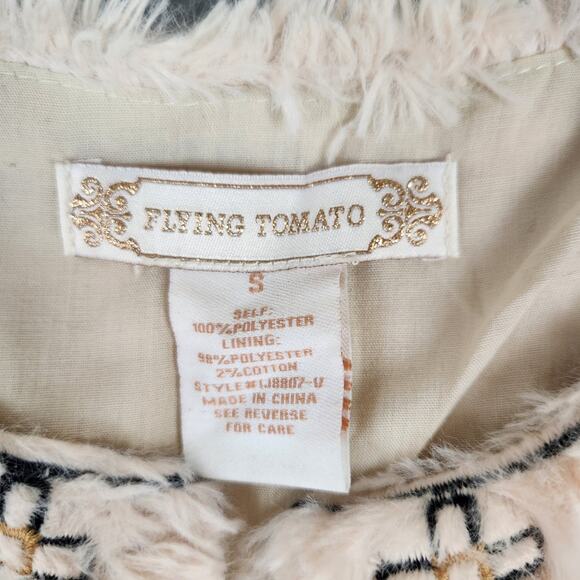 FLYING TOMATO
S
SELF:
100%POLYESTER
LINING:
98%POLYESTER
2%COTTON
STYLE#:IJ8807-U
MADE IN CHINA
SEE REVERSE
FOR CARE